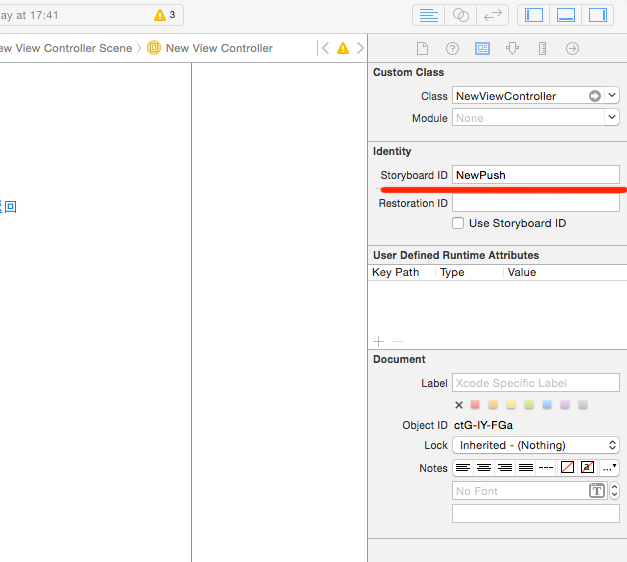 ay at 17:41
3
ew View Controller Scene
New View Controller
Custom Class
Class NewViewController
Module None
Identity
Storyboard ID NewPush
Restoration ID
Use Storyboard ID
回
User Defined Runtime Attributes
Key Path Type Value
Document
Label Xcode Specific Label
Object ID ctG-IY-FGa
Lock Inherited - (Nothing)
Notes
No Font